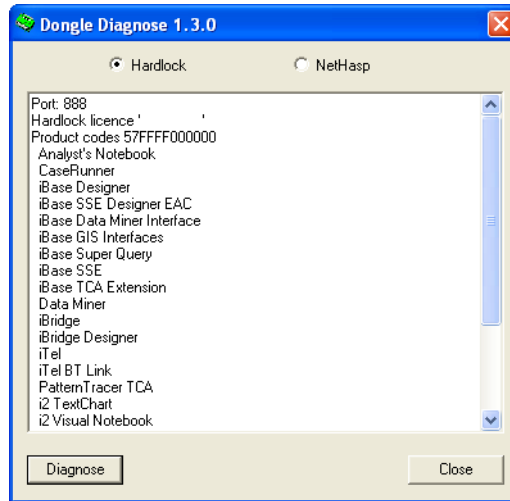 Dongle Diagnose 1.3.0
Hardlock NetHasp
Port: 888
Hardlock licence ' '
Product codes 57FFFF000000
Analyst's Notebook
CaseRunner
iBase Designer
iBase SSE Designer EAC
iBase Data Miner Interface
iBase GIS Interfaces
iBase Super Query
iBase SSE
iBase TCA Extension
Data Miner
iBridge
iBridge Designer
iTel
iTel BT Link
PatternTracer TCA
i2 TextChart
i2 Visual Notebook
Diagnose Close